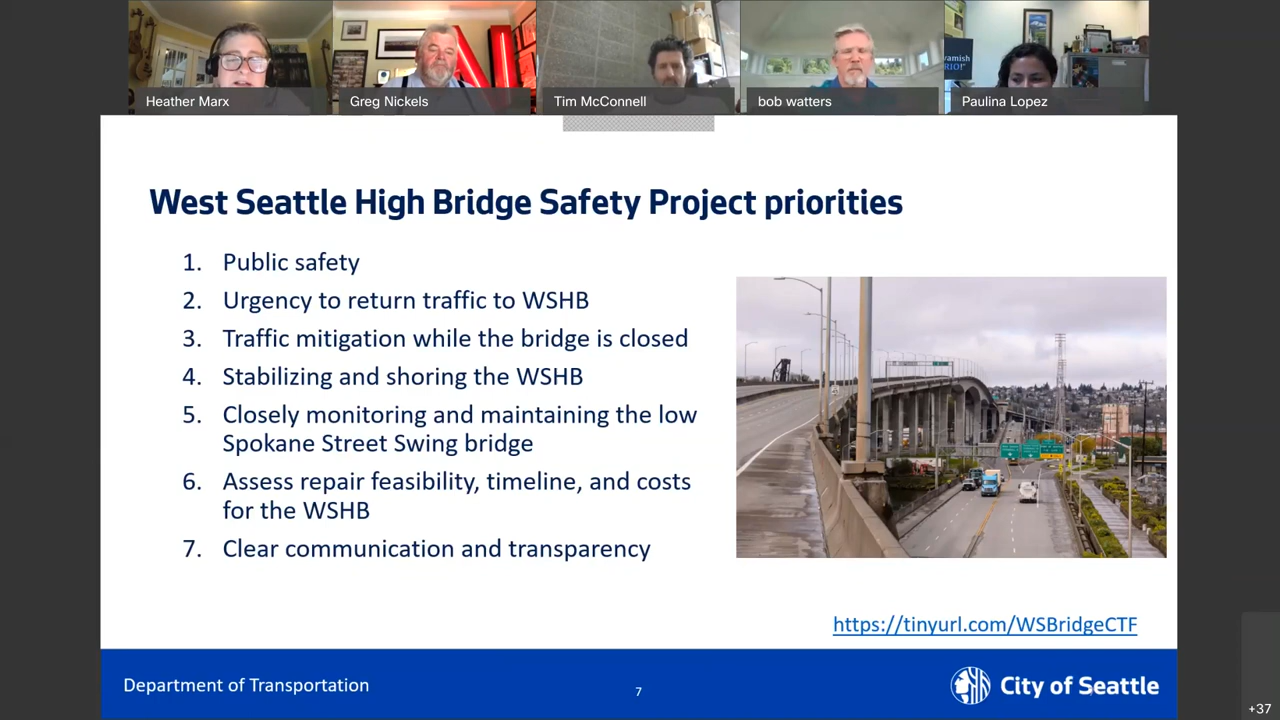 Heather Marx
Greg Nickels
Tim McConnell
bob watters
Paulina Lopez
West Seattle High Bridge Safety Project priorities
1. Public safety
2. Urgency to return traffic to WSHB
3. Traffic mitigation while the bridge is closed
4. Stabilizing and shoring the WSHB
5. Closely monitoring and maintaining the low
Spokane Street Swing bridge
6. Assess repair feasibility, timeline, and costs
for the WSHB
7. Clear communication and transparency
https://tinyurl.com/WSBridgeCTF
Department of Transportation
7
City of Seattle
+37